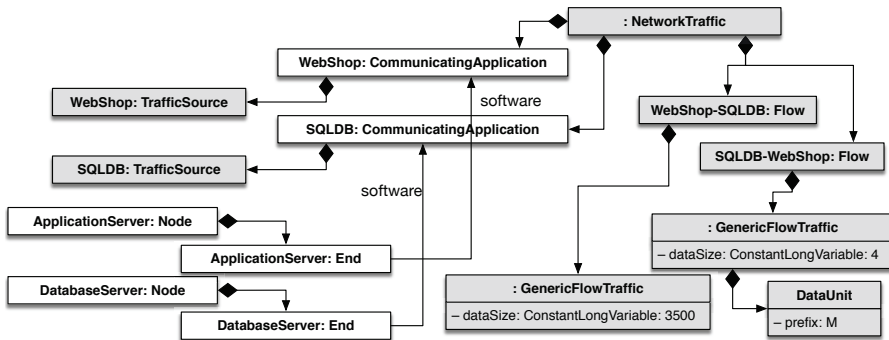 : NetworkTraffic
WebShop: CommunicatingApplication
WebShop: TrafficSource
software
WebShop-SQLDB: Flow
SQLDB: CommunicatingApplication
SQLDB-WebShop: Flow
SQLDB: TrafficSource
software
ApplicationServer: Node
: GenericFlowTraffic
– dataSize: ConstantLongVariable: 4
ApplicationServer: End
DatabaseServer: Node
: GenericFlowTraffic
– dataSize: ConstantLongVariable: 3500
DataUnit
– prefix: M
DatabaseServer: End